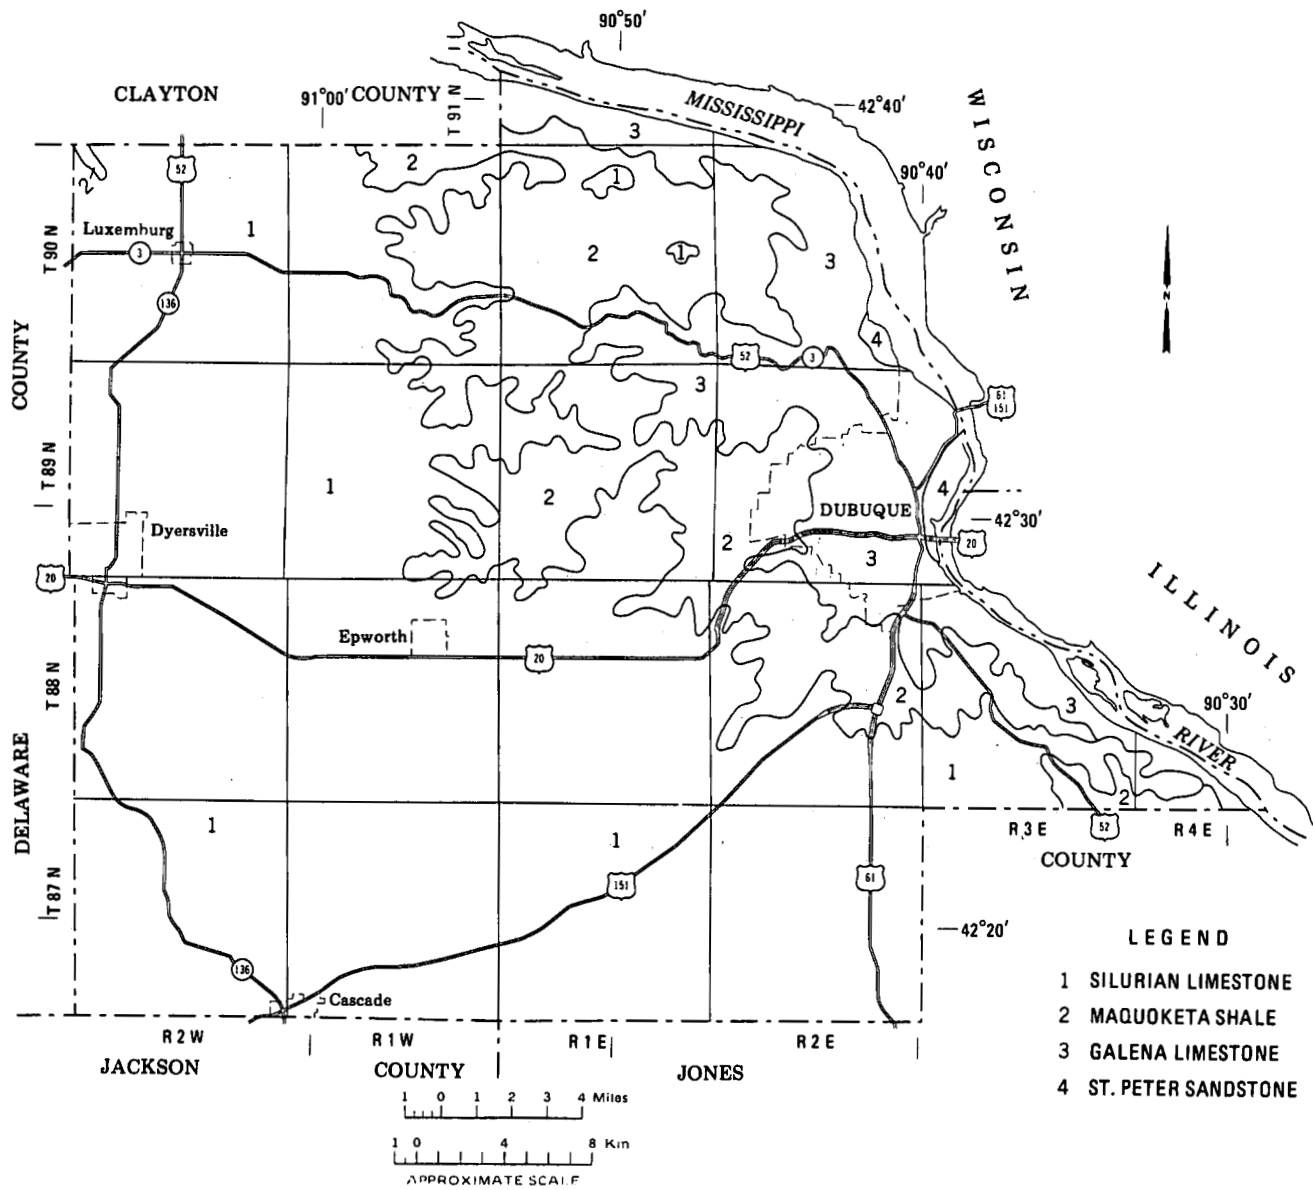 90°50′
CLAYTON
91°00′
COUNTY
T 91 N
MISSISSIPPI
42°40′
WISCONSIN
3
2
2
52
1
90°40′
Luxemburg
1
T 90 N
3
2
1
3
136
4
COUNTY
52
3
3
61
151
T 89 N
1
2
4
DUBUQUE
42°30′
Dyersville
2
3
20
20
ILLINOIS
Epworth
20
T 88 N
2
3
90°30′
RIVER
DELAWARE
1
2
1
1
R 3 E
52
R 4 E
COUNTY
151
61
T 87 N
42°20′
136
Cascade
R 2 W
R 1 W
R 1 E
R 2 E
JACKSON
COUNTY
JONES
LEGEND
1 SILURIAN LIMESTONE
2 MAQUOKETA SHALE
3 GALENA LIMESTONE
4 ST. PETER SANDSTONE
1 0 1 2 3 4 Miles
1 0 4 8 Km
APPROXIMATE SCALE
N